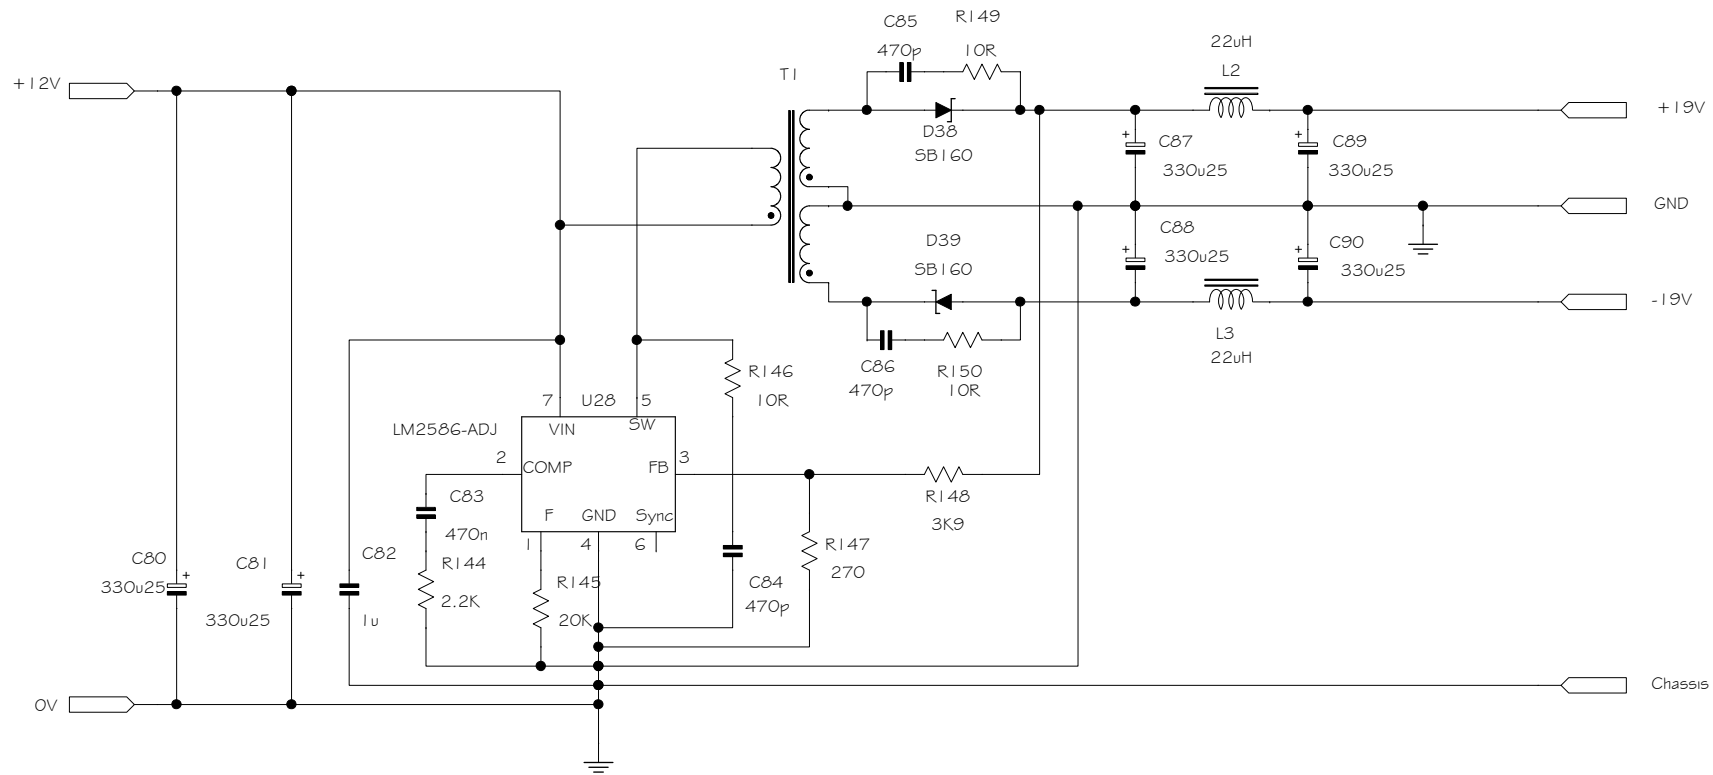 C85
470p
R149
10R
22uH
L2
T1
+12V
+19V
D38
SB160
C87
330u25
C89
330u25
GND
C88
330u25
D39
SB160
C90
330u25
-19V
L3
22uH
C86
470p
R150
10R
R146
10R
7
U28
5
LM2586-ADJ
VIN
SW
2
COMP
FB
3
C83
470n
F
GND
Sync
R148
3K9
1
4
6
C80
330u25
C81
330u25
C82
1u
R144
2.2K
R145
20K
C84
470p
R147
270
0V
Chassis